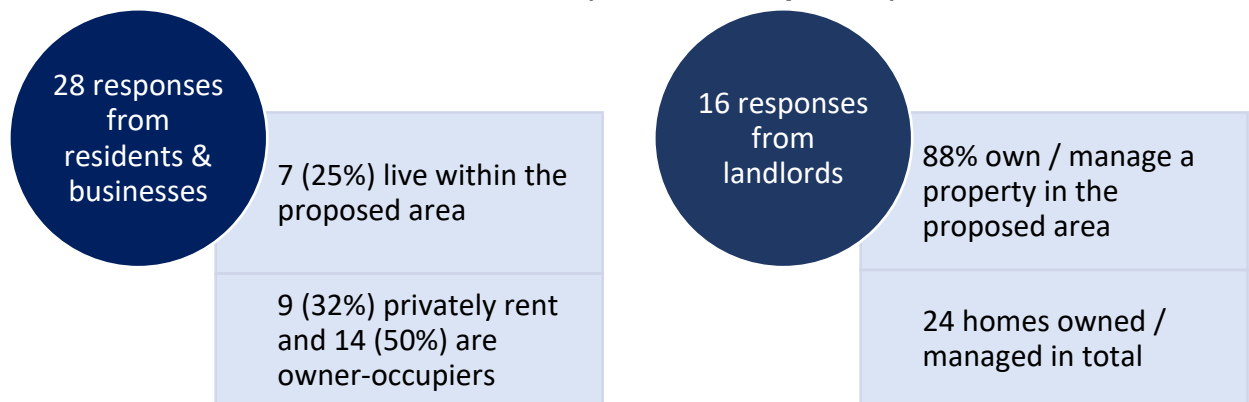 28 responses
from
residents &
businesses
7 (25%) live within the
proposed area
9 (32%) privately rent
and 14 (50%) are
owner-occupiers
16 responses
from
landlords
88% own / manage a
property in the
proposed area
24 homes owned /
managed in total